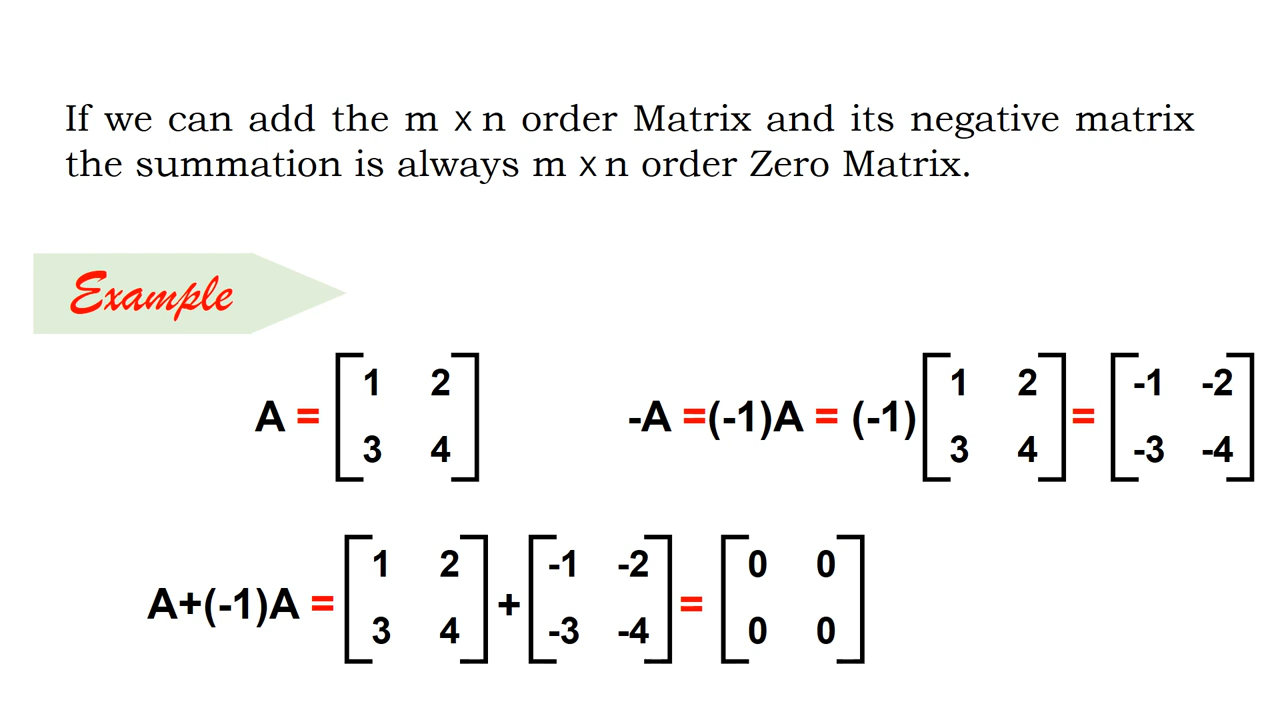 If we can add the m x n order Matrix and its negative matrix
the summation is always m x n order Zero Matrix.
Example
A = [1 2
3 4]
-A =(-1)A = (-1) [1 2
3 4] = [-1 -2
-3 -4]
A+(-1)A = [1 2
3 4] + [-1 -2
-3 -4] = [0 0
0 0]